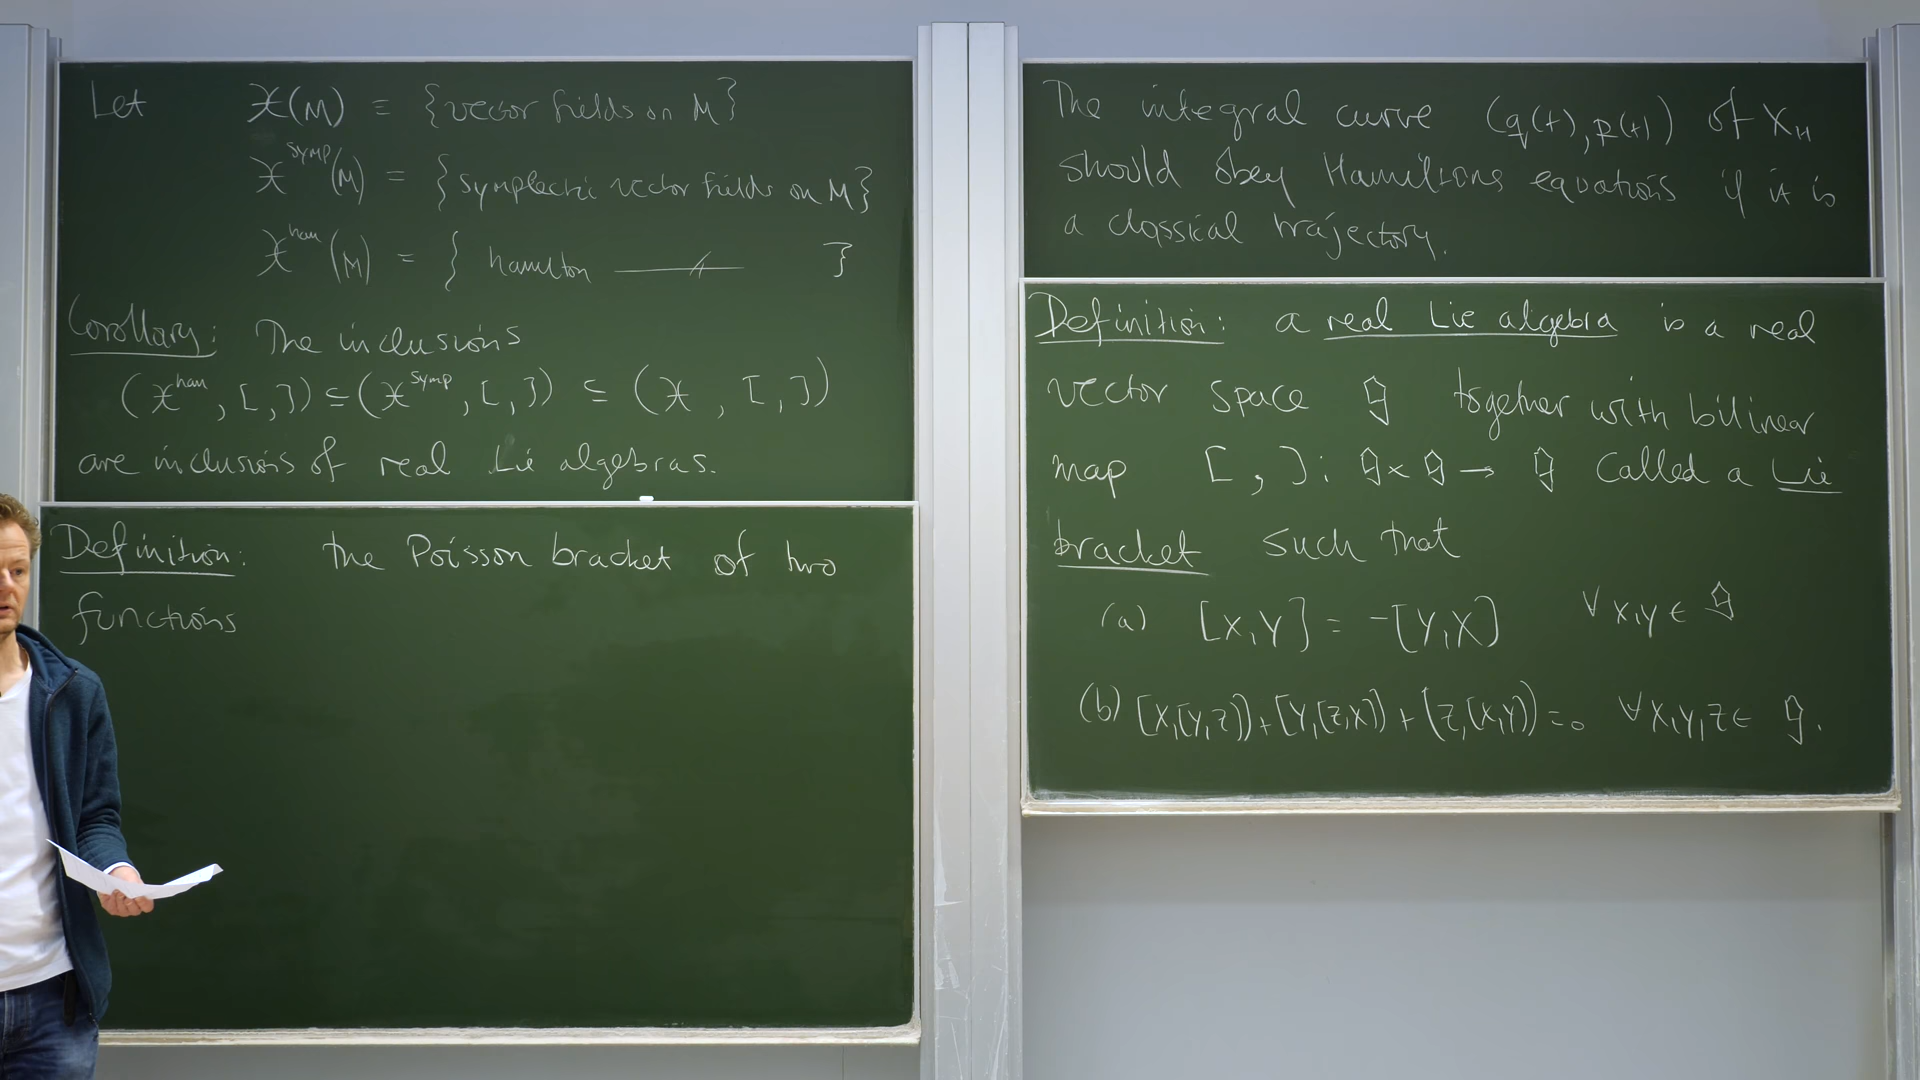 Let 𝔛(M) = {vector fields on M}
𝔛^symp(M) = {symplectic vector fields on M}
𝔛^ham(M) = { hamilton —〃— }
Corollary: The inclusions
(𝔛^ham, [,]) ⊆ (𝔛^symp, [,]) ⊆ (𝔛, [,])
are inclusions of real Lie algebras.
Definition: the Poisson bracket of two
functions
The integral curve (q(t), p(t)) of X_H
should obey Hamiltons equations if it is
a classical trajectory.
Definition: a real Lie algebra is a real
vector space 𝔤 together with bilinear
map [ , ]: 𝔤 × 𝔤 → 𝔤 called a Lie
bracket such that
(a) [X,Y] = -[Y,X] ∀ X,Y ∈ 𝔤
(b) [X,[Y,Z]]+[Y,[Z,X]]+[Z,[X,Y]]=0 ∀ X,Y,Z ∈ 𝔤.